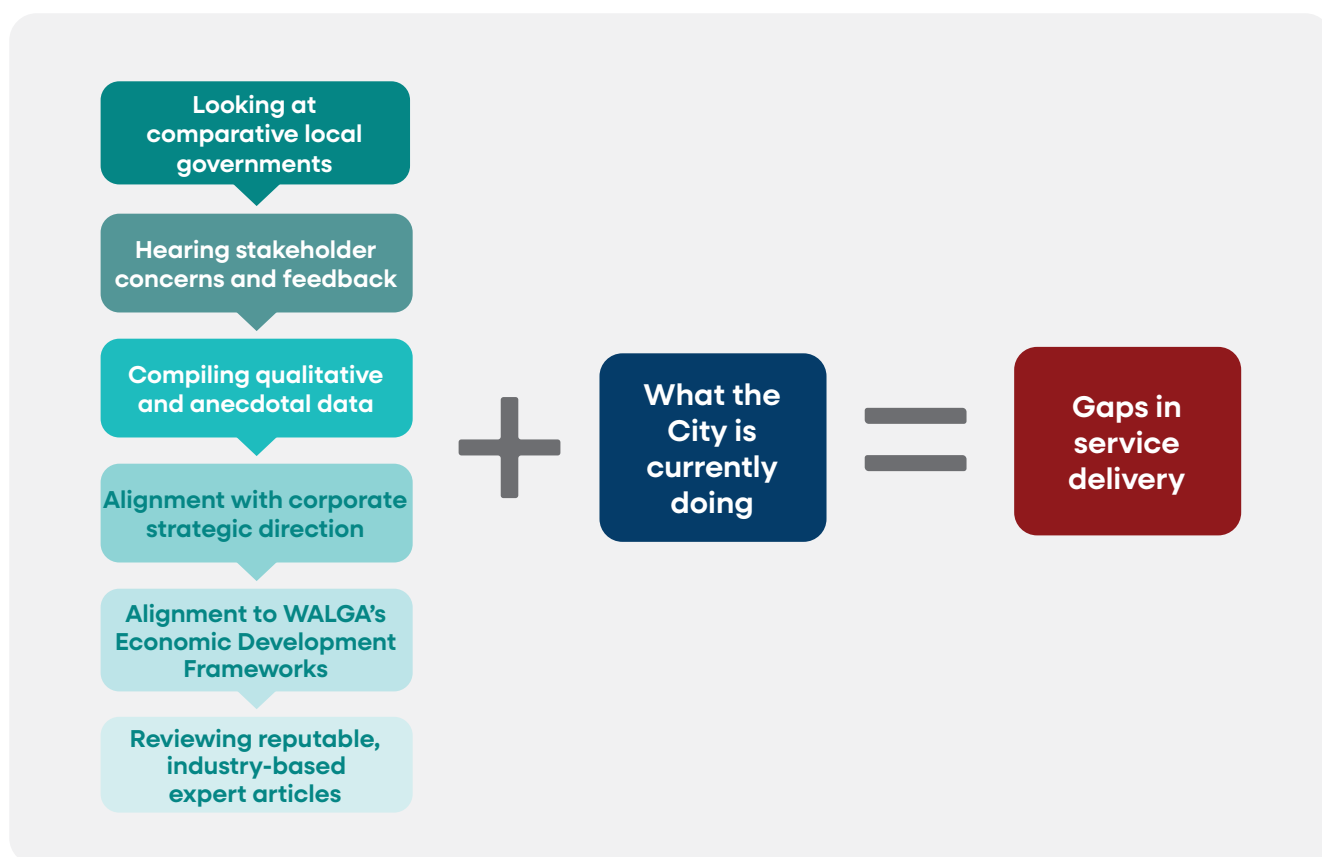 Looking at
comparative local
governments
Hearing stakeholder
concerns and feedback
Compiling qualitative
and anecdotal data
Alignment with corporate
strategic direction
Alignment to WALGA's
Economic Development
Frameworks
Reviewing reputable,
industry-based
expert articles
What the
City is
currently
doing
Gaps in
service
delivery